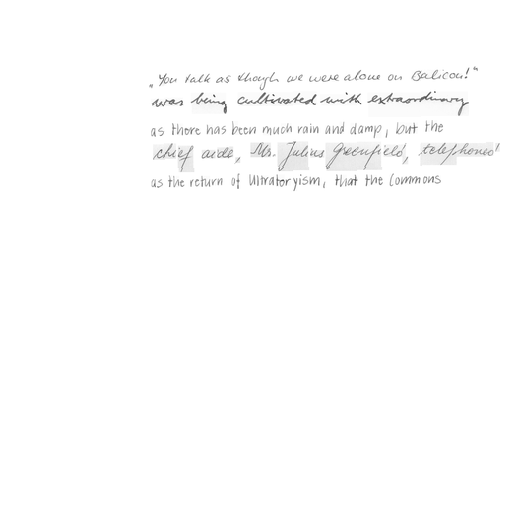 „You talk as though we were alone on Balicou!"
was being cultivated with extraordinary
as there has been much rain and damp, but the
chief aide, Mr. Julius Greenfield, telephoned
as the return of Ultratoryism, that the Commons